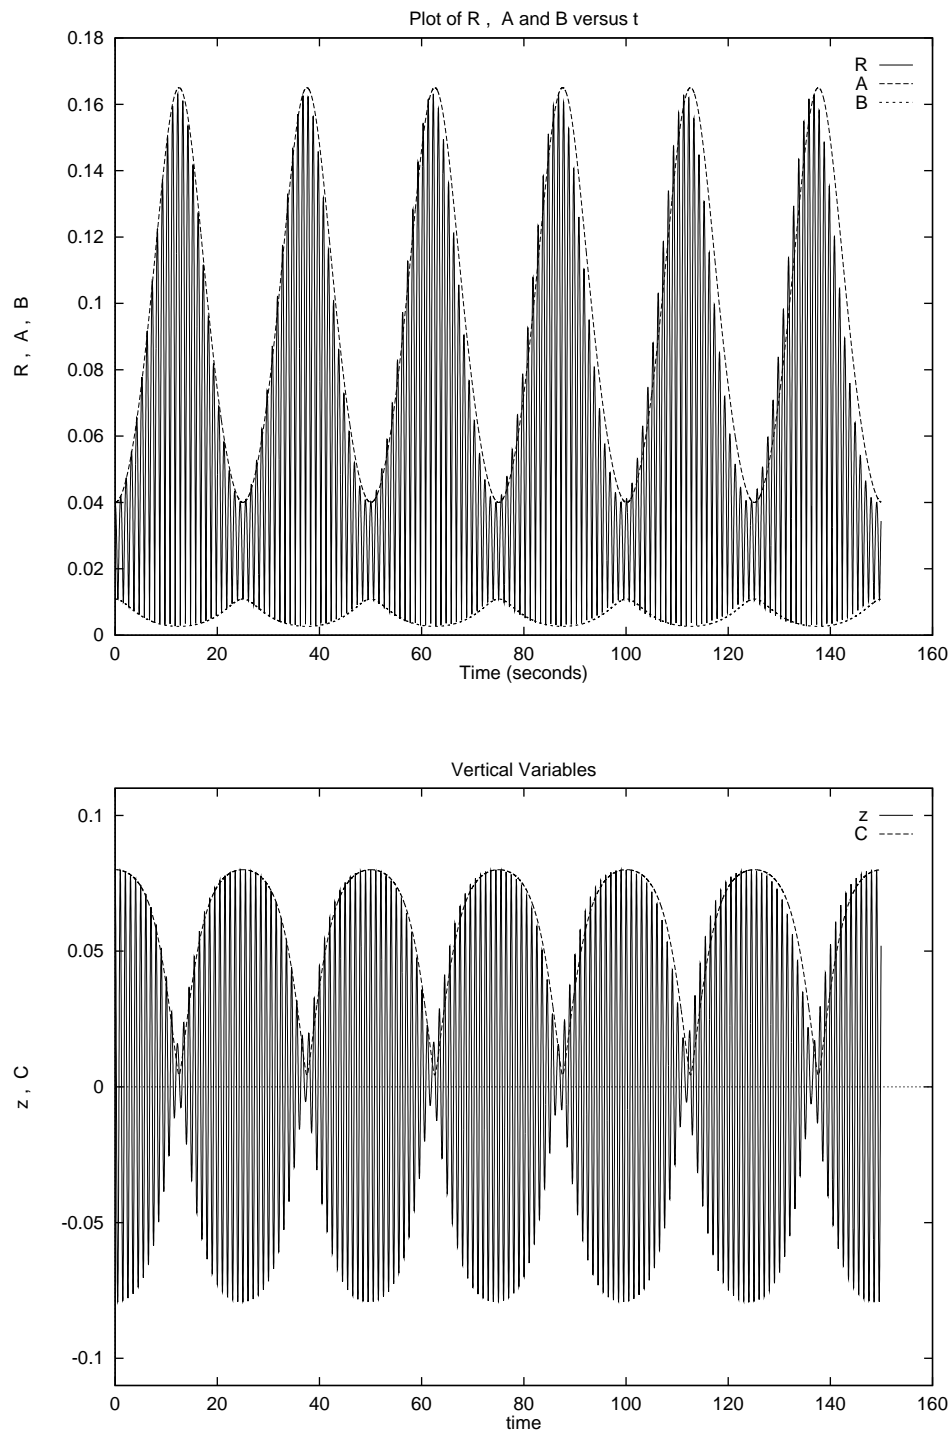 Plot of R , A and B versus t
0.18
0.16
0.14
0.12
0.1
0.08
0.06
0.04
0.02
0
R , A , B
R
A
B
0 20 40 60 80 100 120 140 160
Time (seconds)
Vertical Variables
0.1
0.05
0
-0.05
-0.1
z , C
z
C
0 20 40 60 80 100 120 140 160
time